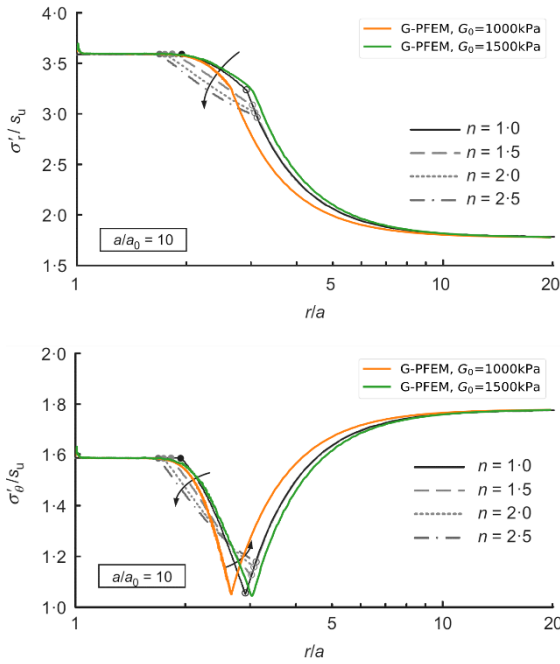 4·0
3·5
3·0
2·5
2·0
1·5
σ′r/su
G-PFEM, G0=1000kPa
G-PFEM, G0=1500kPa
n = 1·0
n = 1·5
n = 2·0
n = 2·5
a/a0 = 10
1
5
10
20
r/a
2·0
1·8
1·6
1·4
1·2
1·0
σ′θ/su
G-PFEM, G0=1000kPa
G-PFEM, G0=1500kPa
n = 1·0
n = 1·5
n = 2·0
n = 2·5
a/a0 = 10
1
5
10
20
r/a